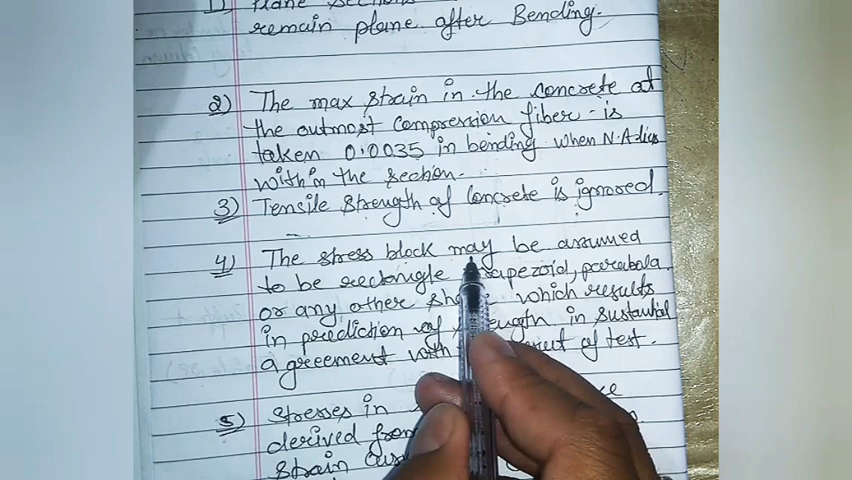 1) Plane sections
remain plane after Bending.
2) The max strain in the concrete at
the outmost compression fiber is
taken 0.0035 in bending when N.A lies
within the section.
3) Tensile strength of Concrete is ignored.
4) The stress block may be assumed
to be rectangle parabola
or any other which results
in prediction of in
agreement with of test.
5) Stresses in
derived from
Strain